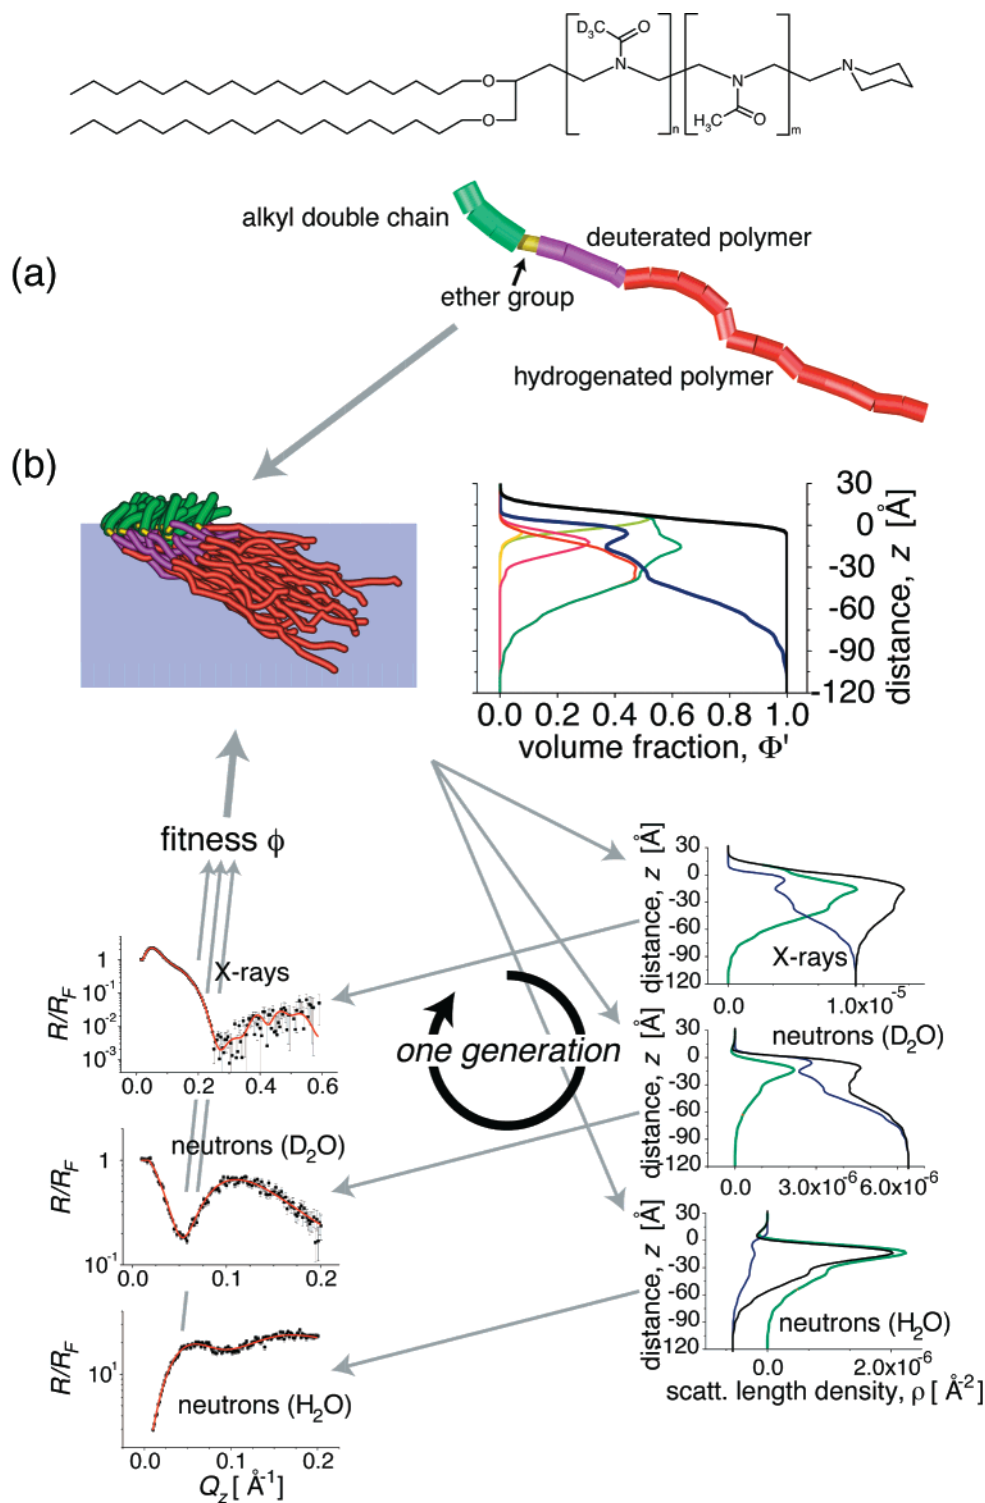 D3C
O
N
O
O
n
N
H3C
O
m
N
(a)
alkyl double chain
ether group
deuterated polymer
hydrogenated polymer
(b)
30
0
-30
-60
-90
-120
distance, z [Å]
0.0 0.2 0.4 0.6 0.8 1.0
volume fraction, Φ'
fitness ϕ
one generation
R/RF
1
10-1
10-2
10-3
X-rays
0.0 0.2 0.4 0.6
R/RF
1
10-1
neutrons (D2O)
0.0 0.1 0.2
R/RF
101
neutrons (H2O)
0.0 0.1 0.2
Qz [ Å-1]
distance, z [Å]
30
0
-30
-60
-90
120
X-rays
0.0 1.0x10-5
distance, z [Å]
30
0
-30
-60
-90
120
neutrons (D2O)
0.0 3.0x10-6 6.0x10-6
distance, z [Å]
30
0
-30
-60
-90
120
neutrons (H2O)
0.0 2.0x10-6
scatt. length density, ρ [ Å-2]